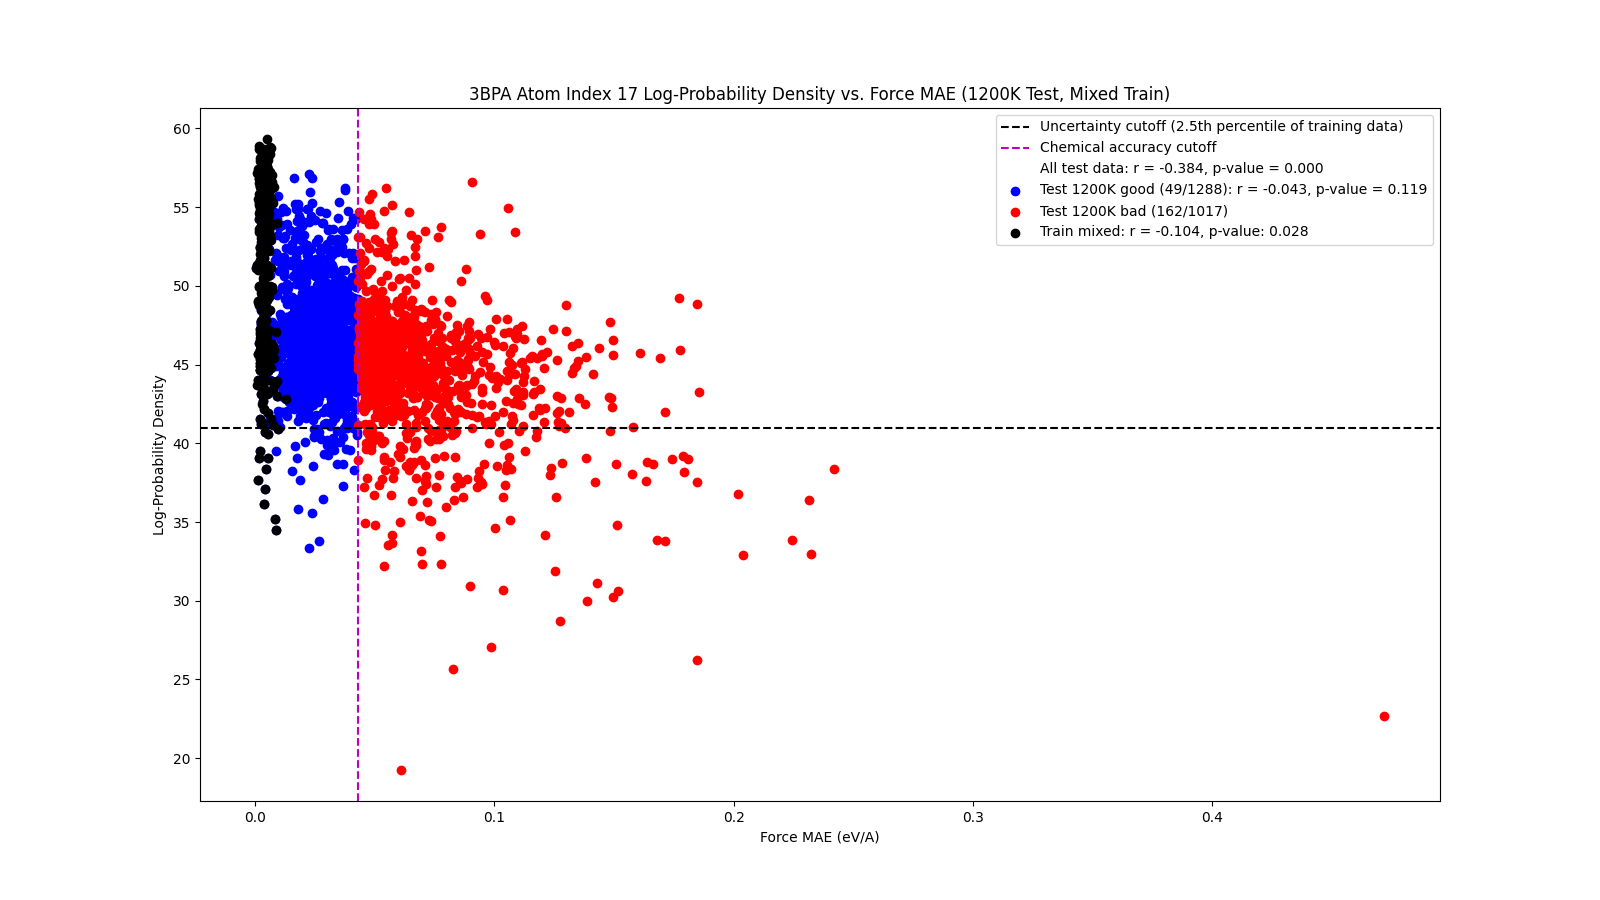 3BPA Atom Index 17 Log-Probability Density vs. Force MAE (1200K Test, Mixed Train)
Uncertainty cutoff (2.5th percentile of training data)
Chemical accuracy cutoff
All test data: r = -0.384, p-value = 0.000
Test 1200K good (49/1288): r = -0.043, p-value = 0.119
Test 1200K bad (162/1017)
Train mixed: r = -0.104, p-value: 0.028
Log-Probability Density
60
55
50
45
40
35
30
25
20
0.0 0.1 0.2 0.3 0.4
Force MAE (eV/A)